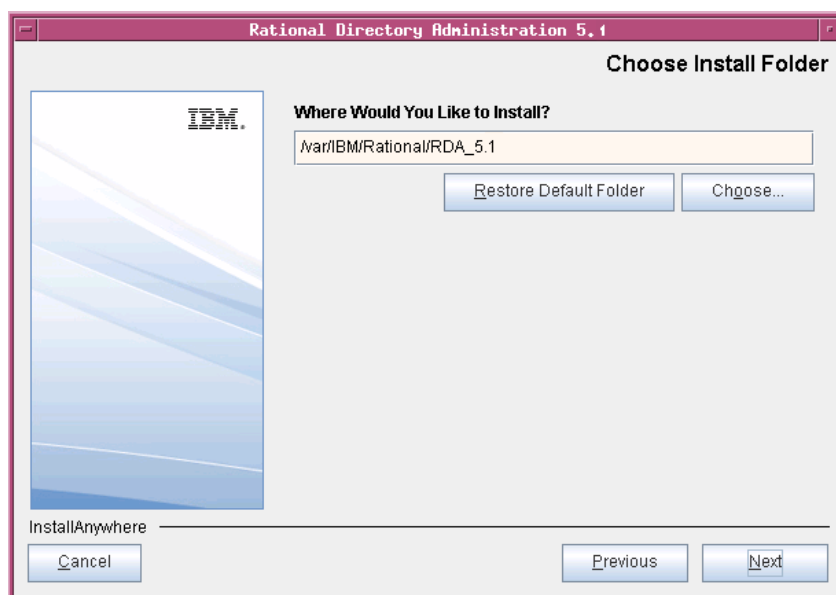 Rational Directory Administration 5.1
Choose Install Folder
IBM.
Where Would You Like to Install?
/var/IBM/Rational/RDA_5.1
Restore Default Folder
Choose...
InstallAnywhere
Cancel
Previous
Next